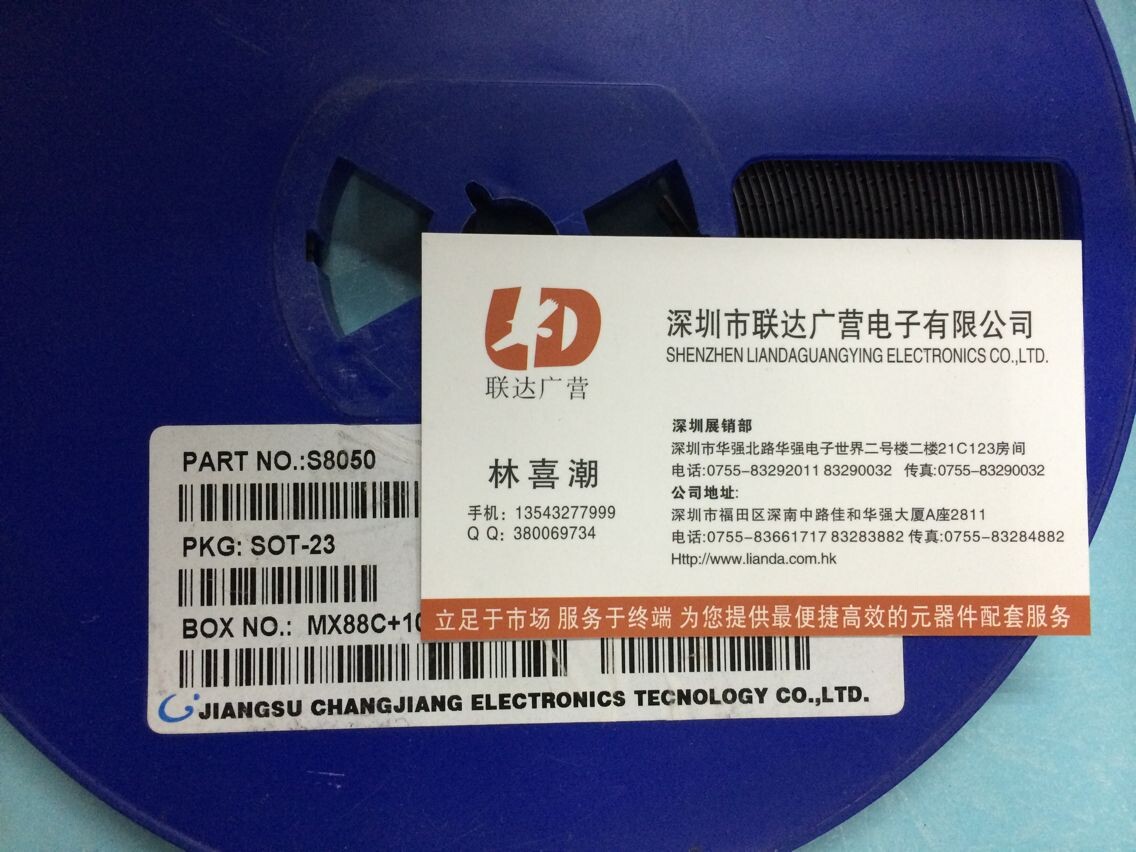 联达广营
深圳市联达广营电子有限公司
SHENZHEN LIANDAGUANGYING ELECTRONICS CO.,LTD.
林喜潮
手机：13543277999
Q Q：380069734
深圳展销部
深圳市华强北路华强电子世界二号楼二楼21C123房间
电话:0755-83292011 83290032 传真:0755-83290032
公司地址:
深圳市福田区深南中路佳和华强大厦A座2811
电话:0755-83661717 83283882 传真:0755-83284882
Http://www.lianda.com.hk
立足于市场 服务于终端 为您提供最便捷高效的元器件配套服务
PART NO.:S8050
PKG: SOT-23
BOX NO.: MX88C+10
JIANGSU CHANGJIANG ELECTRONICS TECNOLOGY CO.,LTD.